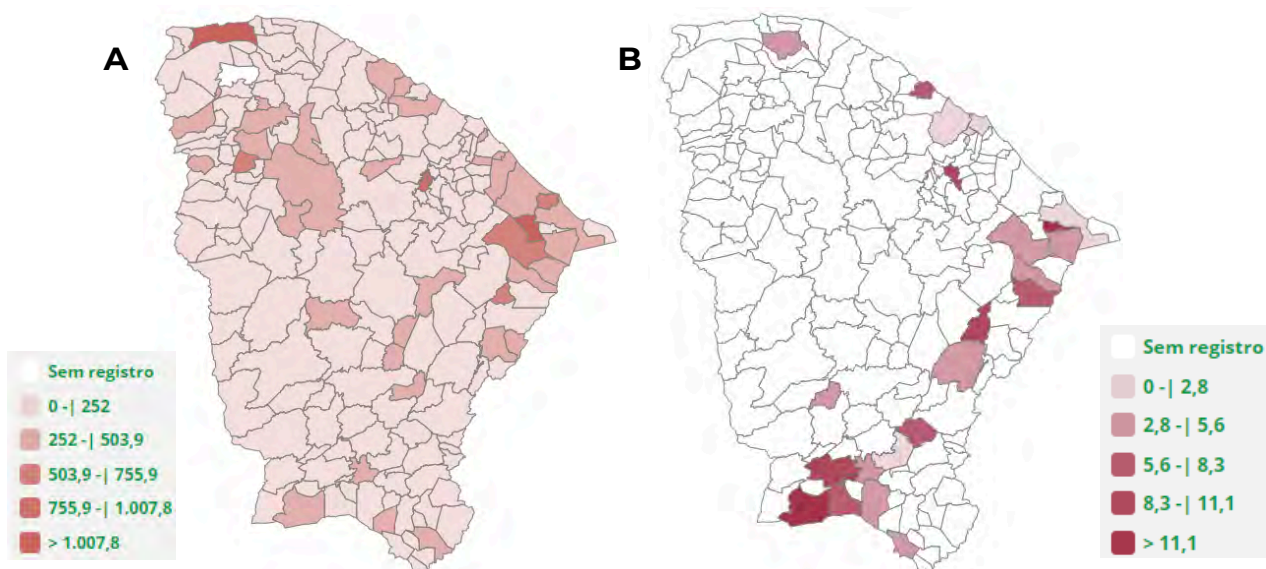 A
B
Sem registro
0 -| 252
252 -| 503,9
503,9 -| 755,9
755,9 -| 1.007,8
> 1.007,8
Sem registro
0 -| 2,8
2,8 -| 5,6
5,6 -| 8,3
8,3 -| 11,1
> 11,1